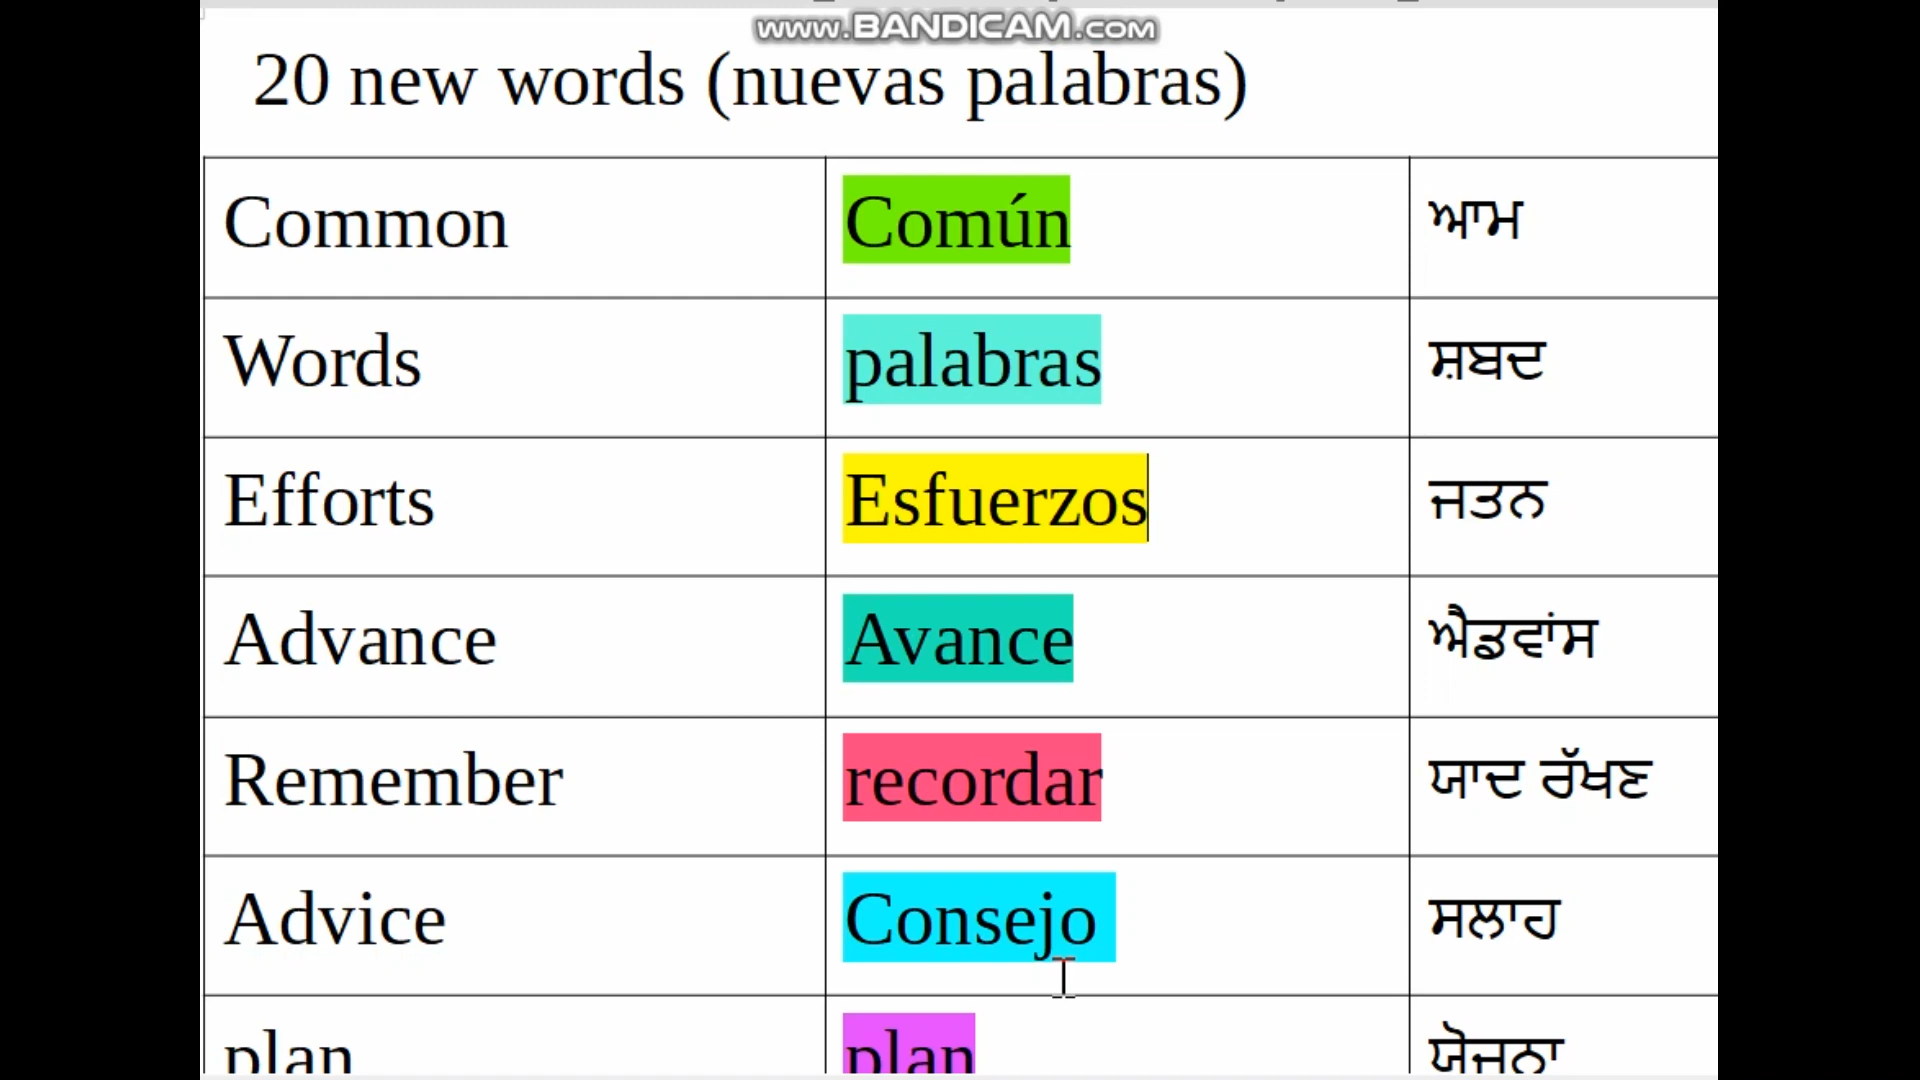 www.BANDICAM.com
20 new words (nuevas palabras)
Common Común ਆਮ
Words palabras ਸ਼ਬਦ
Efforts Esfuerzos ਜਤਨ
Advance Avance ਐਡਵਾਂਸ
Remember recordar ਯਾਦ ਰੱਖਣ
Advice Consejo ਸਲਾਹ
plan plan ਯੋਜਨਾ